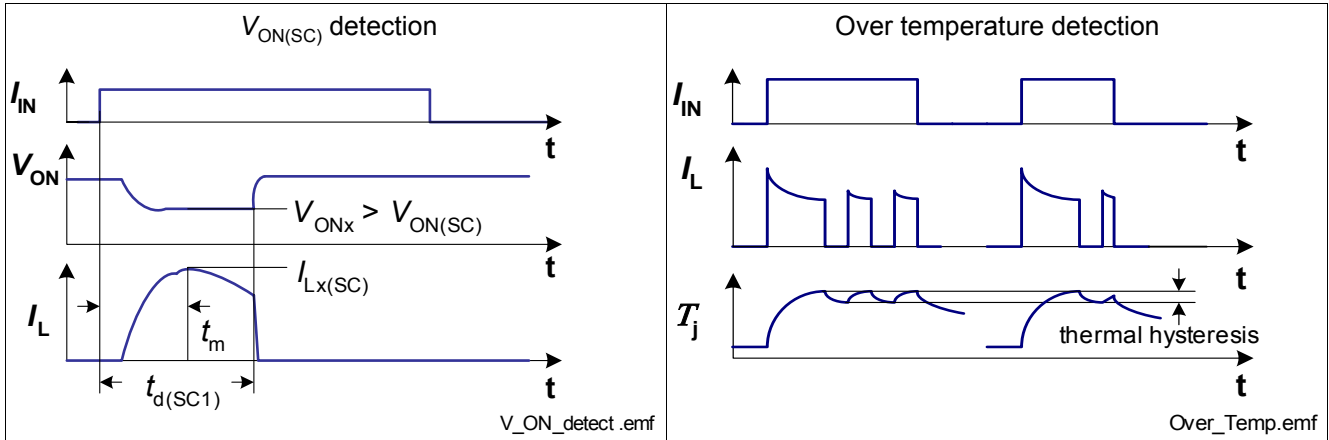 V_ON(SC) detection
I_IN
t
V_ON
V_ONx > V_ON(SC)
t
I_Lx(SC)
I_L
t_m
t
t_d(SC1)
V_ON_detect .emf
Over temperature detection
I_IN
t
I_L
t
T_j
thermal hysteresis
t
Over_Temp.emf